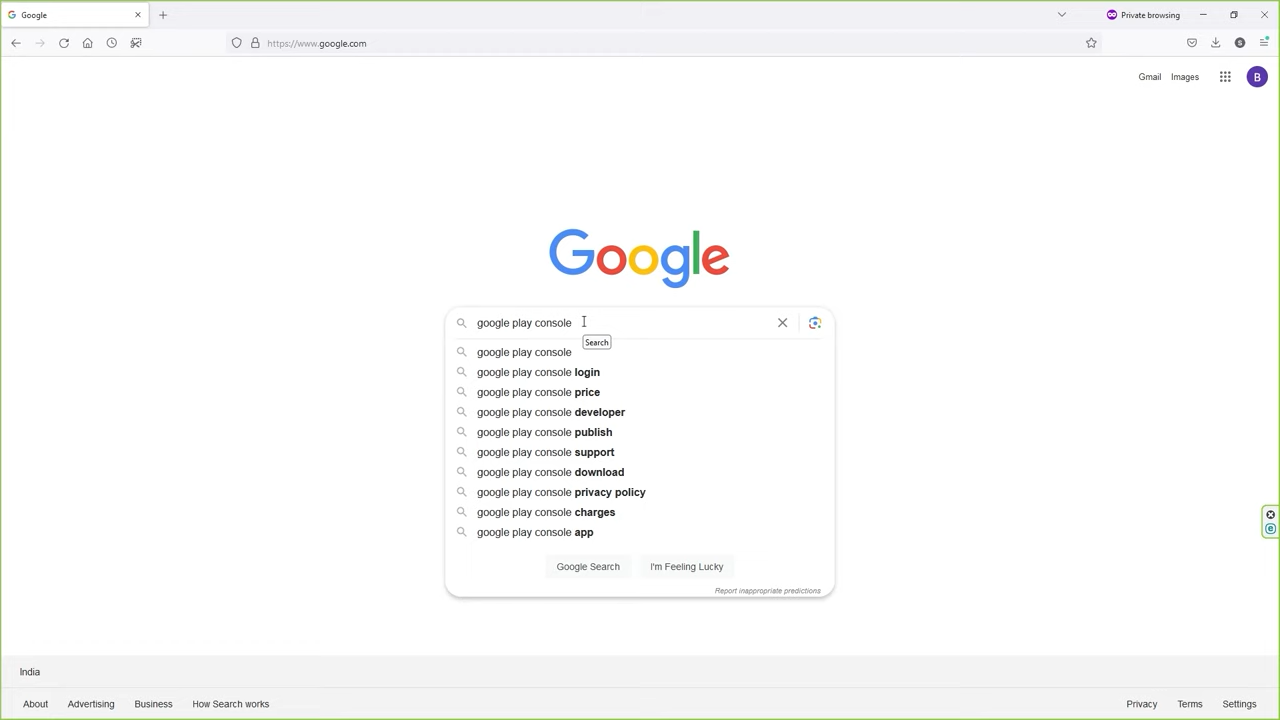 Google
Private browsing
https://www.google.com
Gmail Images B
Google
google play console
Search
google play console
google play console login
google play console price
google play console developer
google play console publish
google play console support
google play console download
google play console privacy policy
google play console charges
google play console app
Google Search I'm Feeling Lucky
Report inappropriate predictions
India
About Advertising Business How Search works Privacy Terms Settings